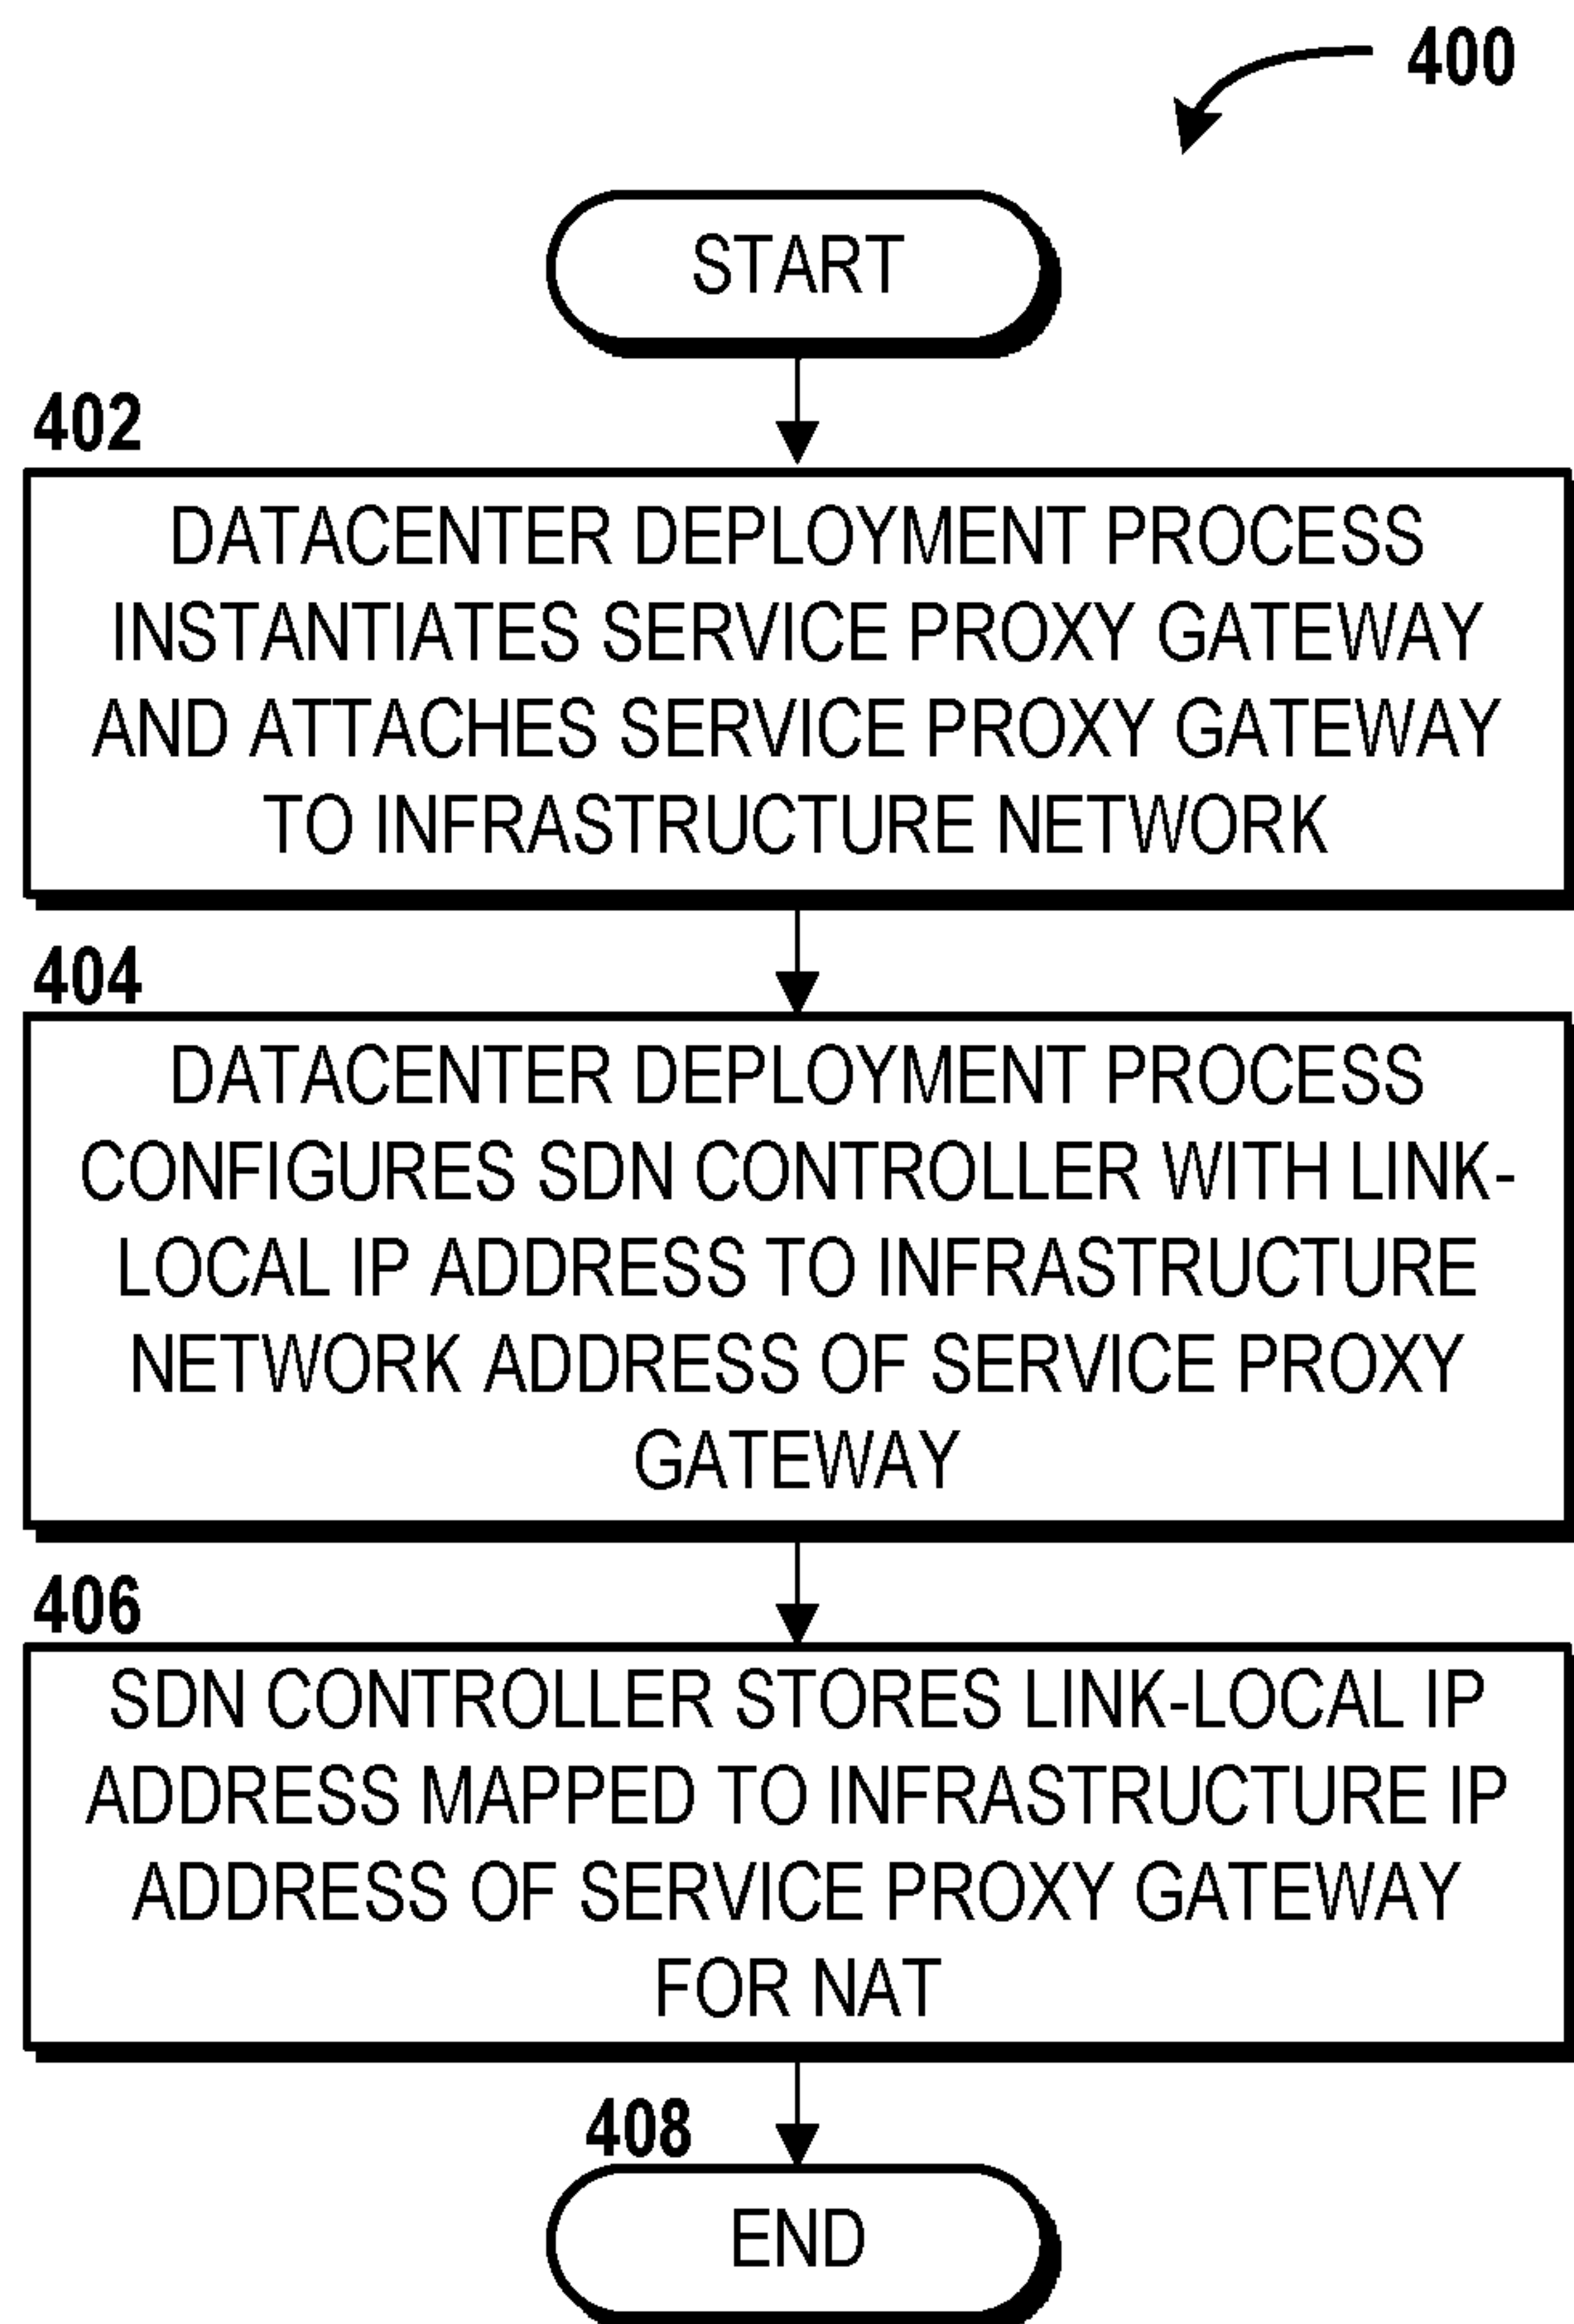 400
START
402
DATACENTER DEPLOYMENT PROCESS
INSTANTIATES SERVICE PROXY GATEWAY
AND ATTACHES SERVICE PROXY GATEWAY
TO INFRASTRUCTURE NETWORK
404
DATACENTER DEPLOYMENT PROCESS
CONFIGURES SDN CONTROLLER WITH LINK-
LOCAL IP ADDRESS TO INFRASTRUCTURE
NETWORK ADDRESS OF SERVICE PROXY
GATEWAY
406
SDN CONTROLLER STORES LINK-LOCAL IP
ADDRESS MAPPED TO INFRASTRUCTURE IP
ADDRESS OF SERVICE PROXY GATEWAY
FOR NAT
408
END